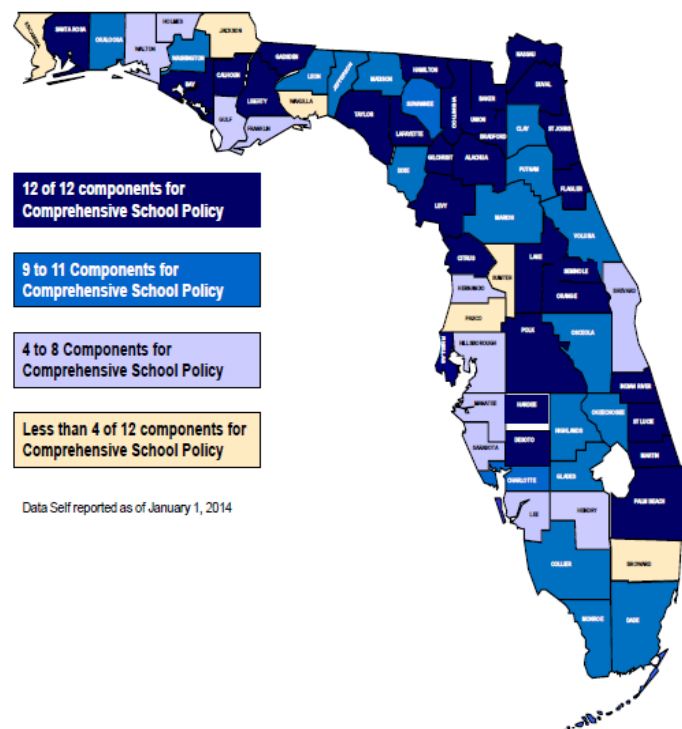 ESCAMBIA
SANTA ROSA
OKALOOSA
WALTON
HOLMES
WASHINGTON
JACKSON
BAY
CALHOUN
GULF
LIBERTY
GADSDEN
FRANKLIN
LEON
WAKULLA
JEFFERSON
MADISON
TAYLOR
HAMILTON
SUWANNEE
LAFAYETTE
DIXIE
COLUMBIA
BAKER
UNION
BRADFORD
GILCHRIST
ALACHUA
LEVY
NASSAU
DUVAL
CLAY
ST JOHNS
PUTNAM
FLAGLER
MARION
VOLUSIA
CITRUS
SUMTER
LAKE
HERNANDO
SEMINOLE
ORANGE
BREVARD
PASCO
PINELLAS
HILLSBOROUGH
POLK
OSCEOLA
INDIAN RIVER
MANATEE
HARDEE
HIGHLANDS
OKEECHOBEE
ST LUCIE
SARASOTA
DESOTO
MARTIN
CHARLOTTE
GLADES
LEE
HENDRY
PALM BEACH
COLLIER
BROWARD
MONROE
DADE
12 of 12 components for
Comprehensive School Policy
9 to 11 Components for
Comprehensive School Policy
4 to 8 Components for
Comprehensive School Policy
Less than 4 of 12 components for
Comprehensive School Policy
Data Self reported as of January 1, 2014